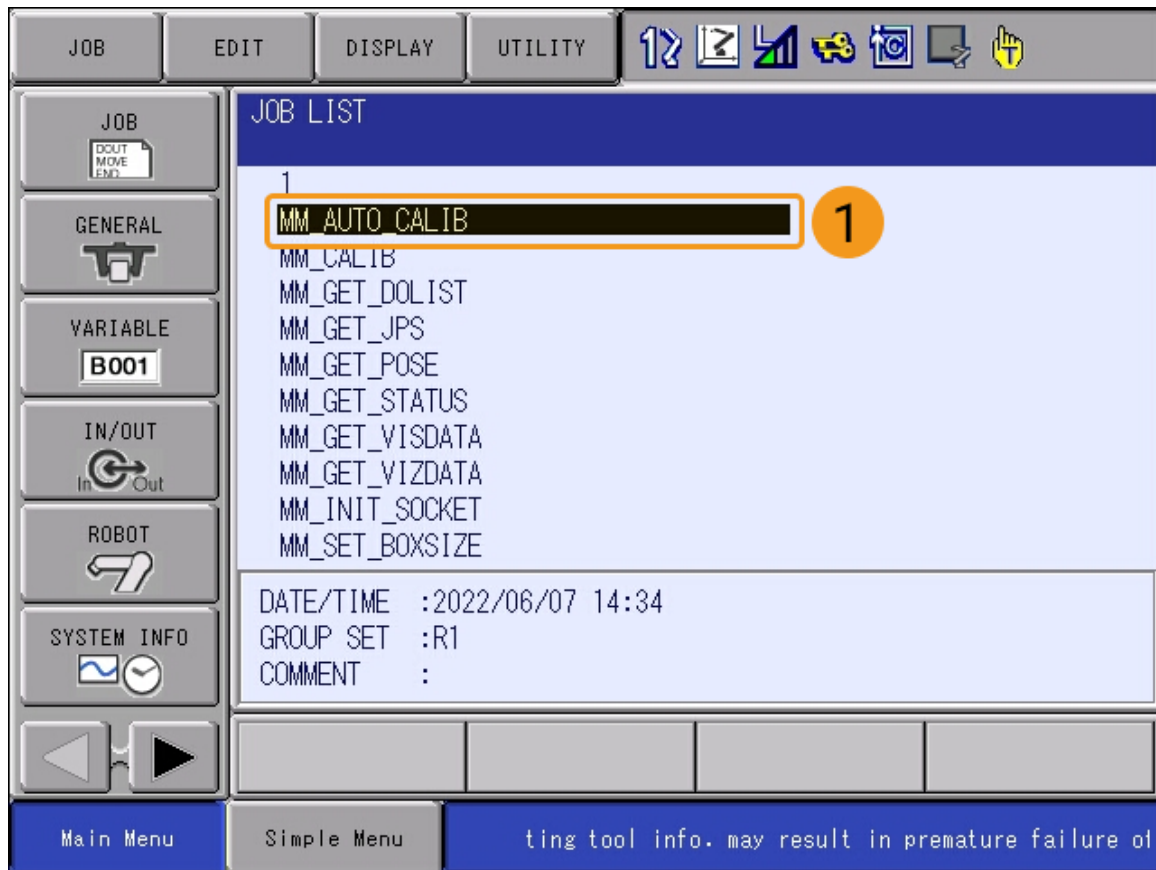 JOB EDIT DISPLAY UTILITY
JOB
DOUT
MOVE
END
GENERAL
VARIABLE
B001
IN/OUT
In Out
ROBOT
SYSTEM INFO
JOB LIST
1
MM_AUTO_CALIB
1
MM_CALIB
MM_GET_DOLIST
MM_GET_JPS
MM_GET_POSE
MM_GET_STATUS
MM_GET_VISDATA
MM_GET_VIZDATA
MM_INIT_SOCKET
MM_SET_BOXSIZE
DATE/TIME :2022/06/07 14:34
GROUP SET :R1
COMMENT :
Main Menu Simple Menu ting tool info. may result in premature failure of